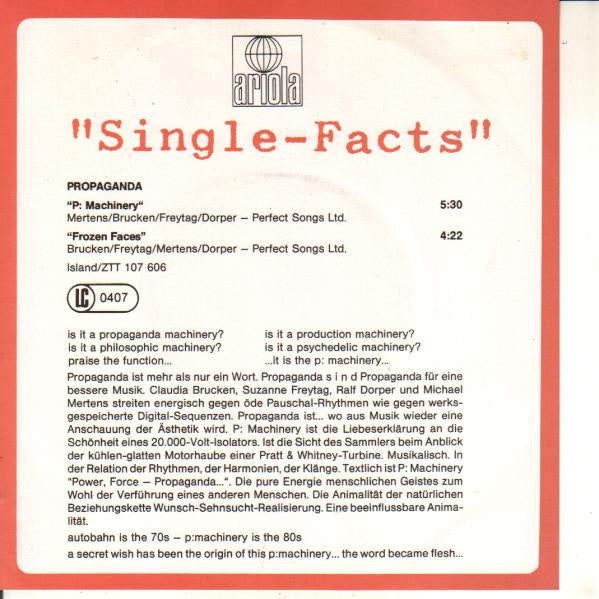 ariola
"Single-Facts"
PROPAGANDA
"P: Machinery" 5:30
Mertens/Brucken/Freytag/Dorper – Perfect Songs Ltd.
"Frozen Faces" 4:22
Brucken/Freytag/Mertens/Dorper – Perfect Songs Ltd.
Island/ZTT 107 606
LC 0407
is it a propaganda machinery? is it a production machinery?
is it a philosophic machinery? is it a psychedelic machinery?
praise the function... ...it is the p: machinery...
Propaganda ist mehr als nur ein Wort. Propaganda s i n d Propaganda für eine
bessere Musik. Claudia Brucken, Suzanne Freytag, Ralf Dorper und Michael
Mertens streiten energisch gegen öde Pauschal-Rhythmen wie gegen werks-
gespeicherte Digital-Sequenzen. Propaganda ist... wo aus Musik wieder eine
Anschauung der Ästhetik wird. P: Machinery ist die Liebeserklärung an die
Schönheit eines 20.000-Volt-Isolators. Ist die Sicht des Sammlers beim Anblick
der kühlen-glatten Motorhaube einer Pratt & Whitney-Turbine. Musikalisch. In
der Relation der Rhythmen, der Harmonien, der Klänge. Textlich ist P: Machinery
"Power, Force – Propaganda...". Die pure Energie menschlichen Geistes zum
Wohl der Verführung eines anderen Menschen. Die Animalität der natürlichen
Beziehungskette Wunsch-Sehnsucht-Realisierung. Eine beeinflussbare Anima-
lität.
autobahn is the 70s – p:machinery is the 80s
a secret wish has been the origin of this p:machinery... the word became flesh...